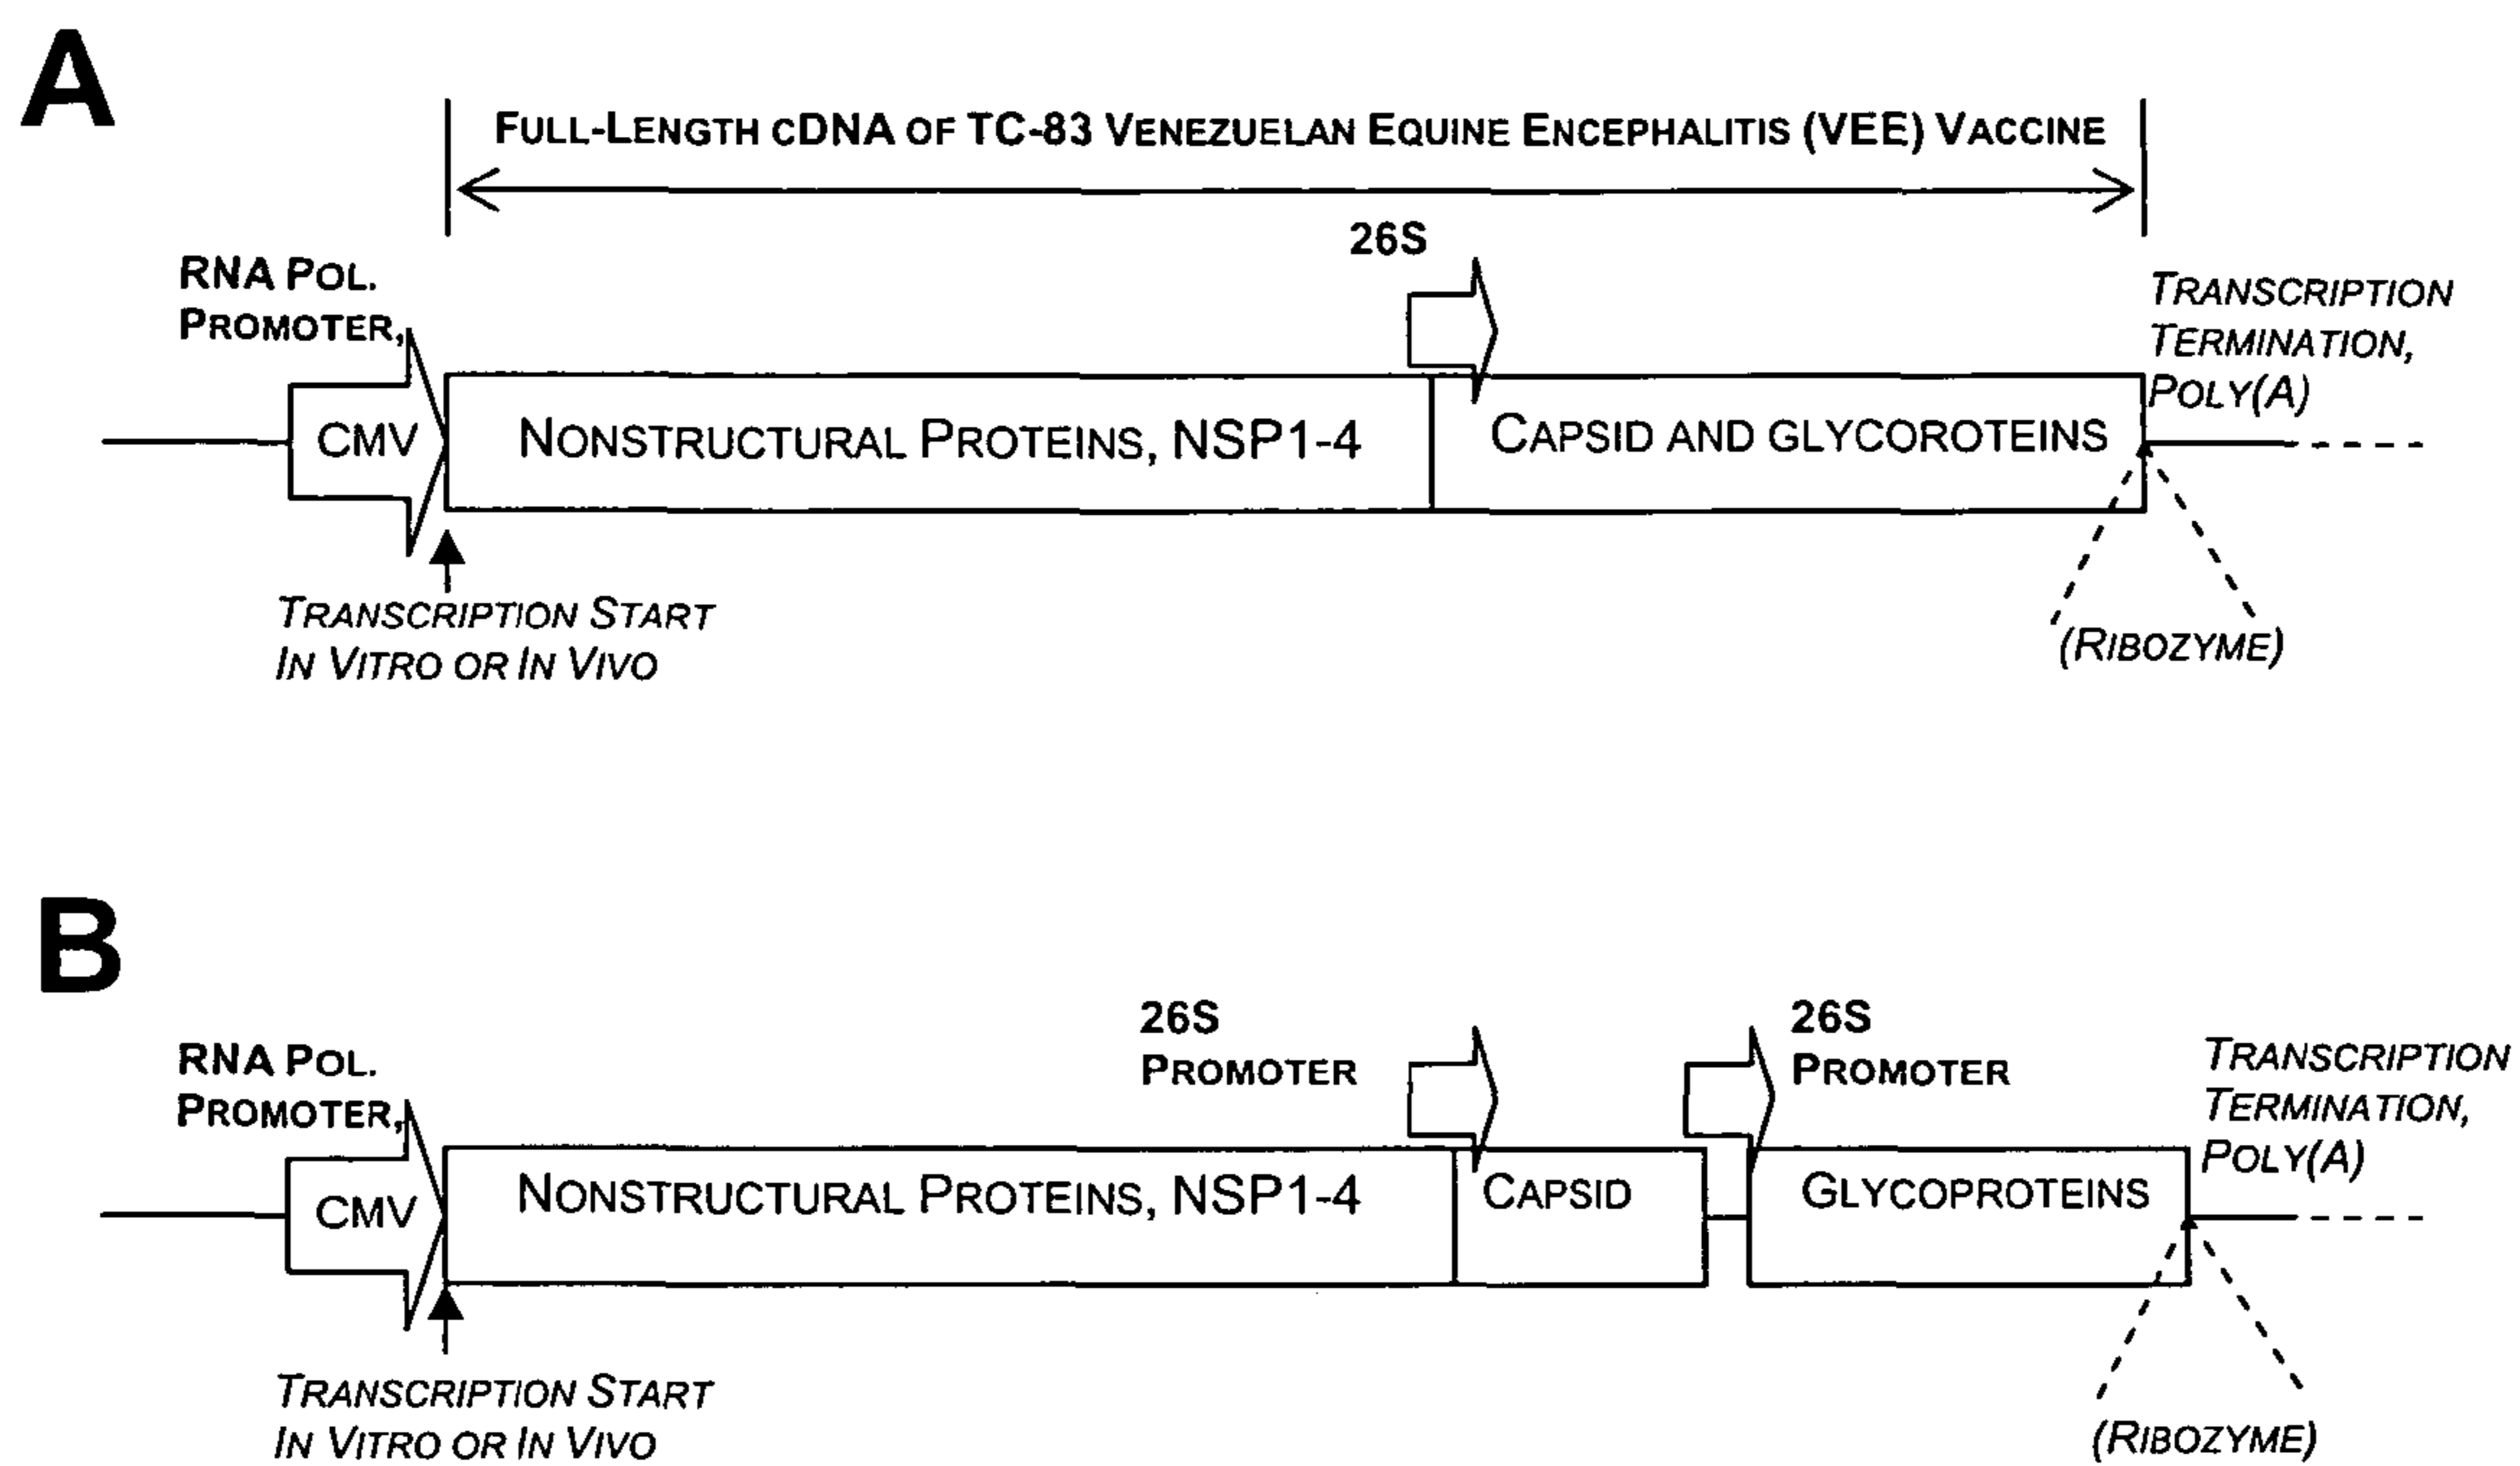 A
FULL-LENGTH CDNA OF TC-83 VENEZUELAN EQUINE ENCEPHALITIS (VEE) VACCINE
26S
RNA POL.
PROMOTER,
TRANSCRIPTION
TERMINATION,
POLY(A)
CMV
NONSTRUCTURAL PROTEINS, NSP1-4
CAPSID AND GLYCOROTEINS
TRANSCRIPTION START
IN VITRO OR IN VIVO
(RIBOZYME)
B
26S
PROMOTER
26S
PROMOTER
RNA POL.
PROMOTER,
TRANSCRIPTION
TERMINATION,
POLY(A)
CMV
NONSTRUCTURAL PROTEINS, NSP1-4
CAPSID
GLYCOPROTEINS
TRANSCRIPTION START
IN VITRO OR IN VIVO
(RIBOZYME)